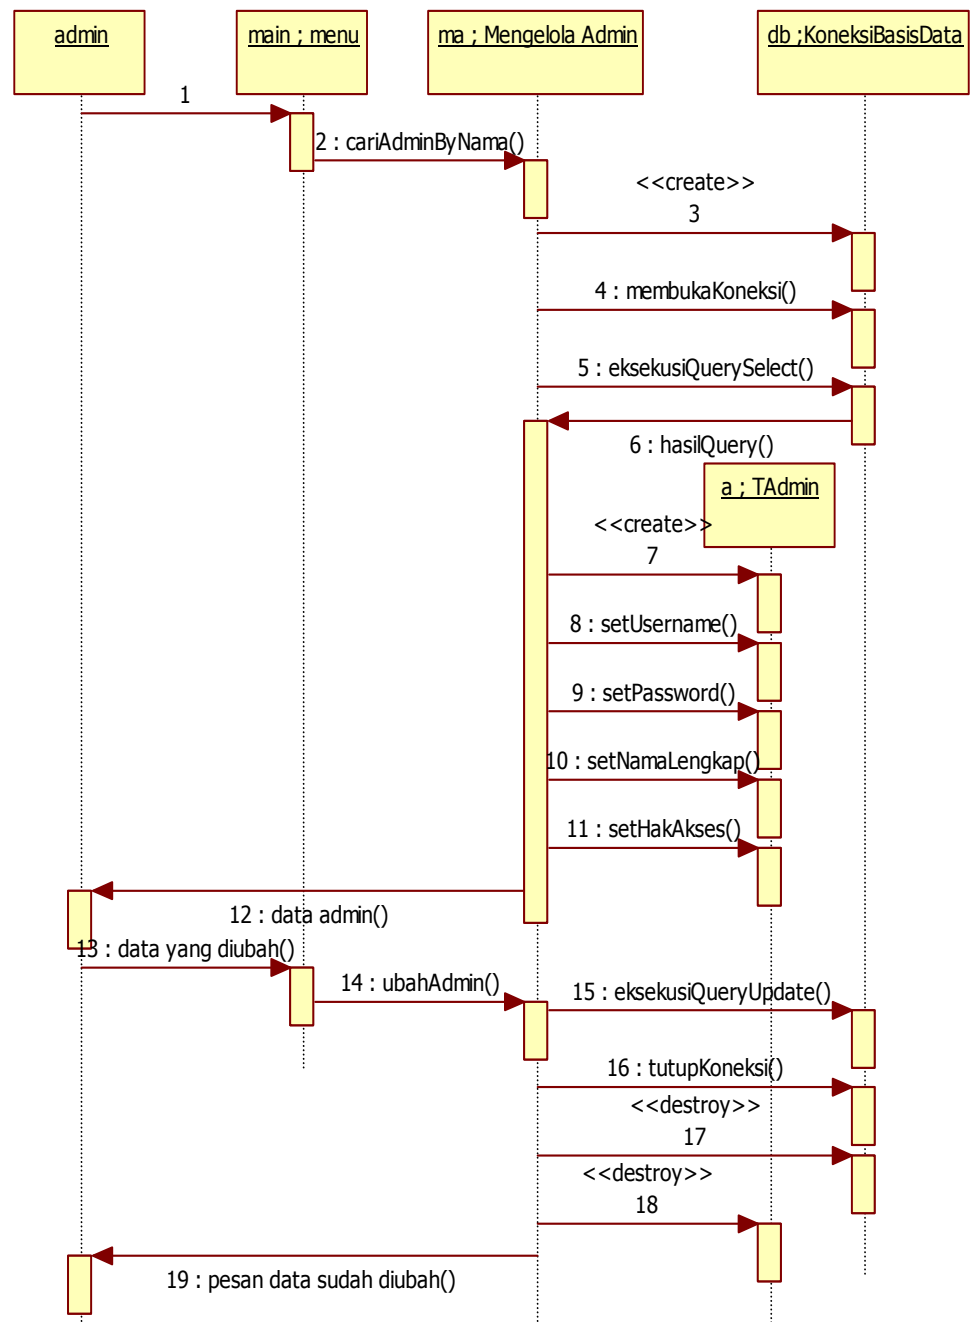 admin
main ; menu
ma ; Mengelola Admin
db ;KoneksiBasisData
1
2 : cariAdminByNama()
<<create>>
3
4 : membukaKoneksi()
5 : eksekusiQuerySelect()
6 : hasilQuery()
a ; TAdmin
<<create>>
7
8 : setUsername()
9 : setPassword()
10 : setNamaLengkap()
11 : setHakAkses()
12 : data admin()
13 : data yang diubah()
14 : ubahAdmin()
15 : eksekusiQueryUpdate()
16 : tutupKoneksi()
<<destroy>>
17
<<destroy>>
18
19 : pesan data sudah diubah()